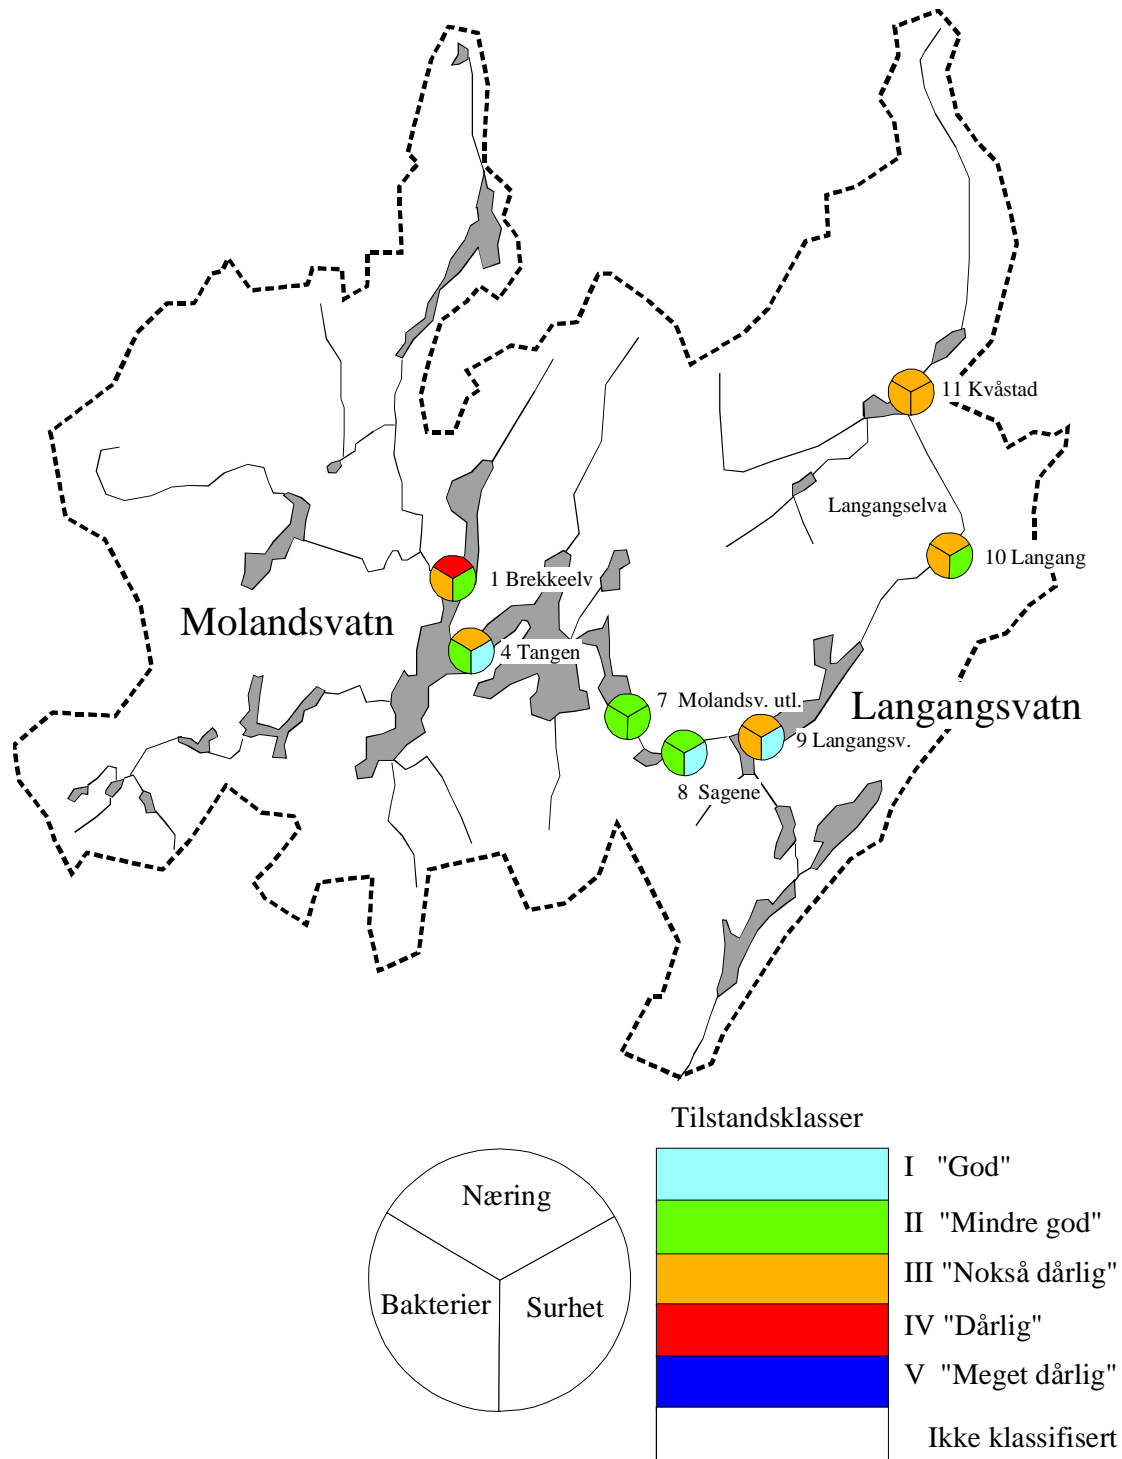 11 Kvåstad
Langangselva
10 Langang
1 Brekkeelv
Molandsvatn
4 Tangen
7 Molandsv. utl.
Langangsvatn
9 Langangsv.
8 Sagene
Tilstandsklasser
Næring
Bakterier
Surhet
I "God"
II "Mindre god"
III "Nokså dårlig"
IV "Dårlig"
V "Meget dårlig"
Ikke klassifisert